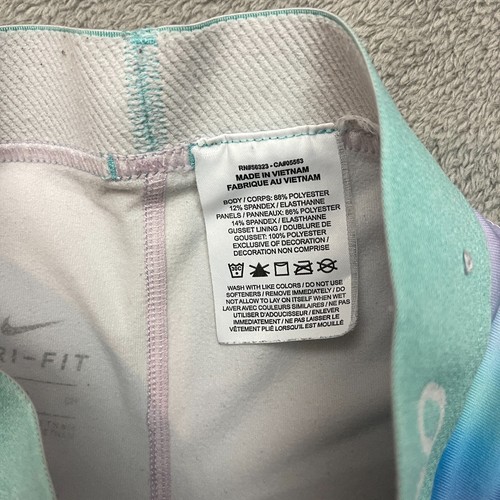 RN#56323 • CA#05553
MADE IN VIETNAM
FABRIQUE AU VIETNAM
BODY / CORPS: 88% POLYESTER
12% SPANDEX / ELASTHANNE
PANELS / PANNEAUX: 86% POLYESTER
14% SPANDEX / ELASTHANNE
GUSSET LINING / DOUBLURE DE
GOUSSET: 100% POLYESTER
EXCLUSIVE OF DECORATION /
DÉCORATION NON COMPRISE
WASH WITH LIKE COLORS / DO NOT USE
SOFTENERS / REMOVE IMMEDIATELY / DO
NOT ALLOW TO LAY ON ITSELF WHEN WET
LAVER AVEC COULEURS SIMILAIRES / NE PAS
UTILISER D'ADOUCISSEUR / ENLEVER
IMMÉDIATEMENT / NE PAS LAISSER LE
VÊTEMENT PLIÉ LORSQU'IL EST MOUILLÉ
RI-FIT